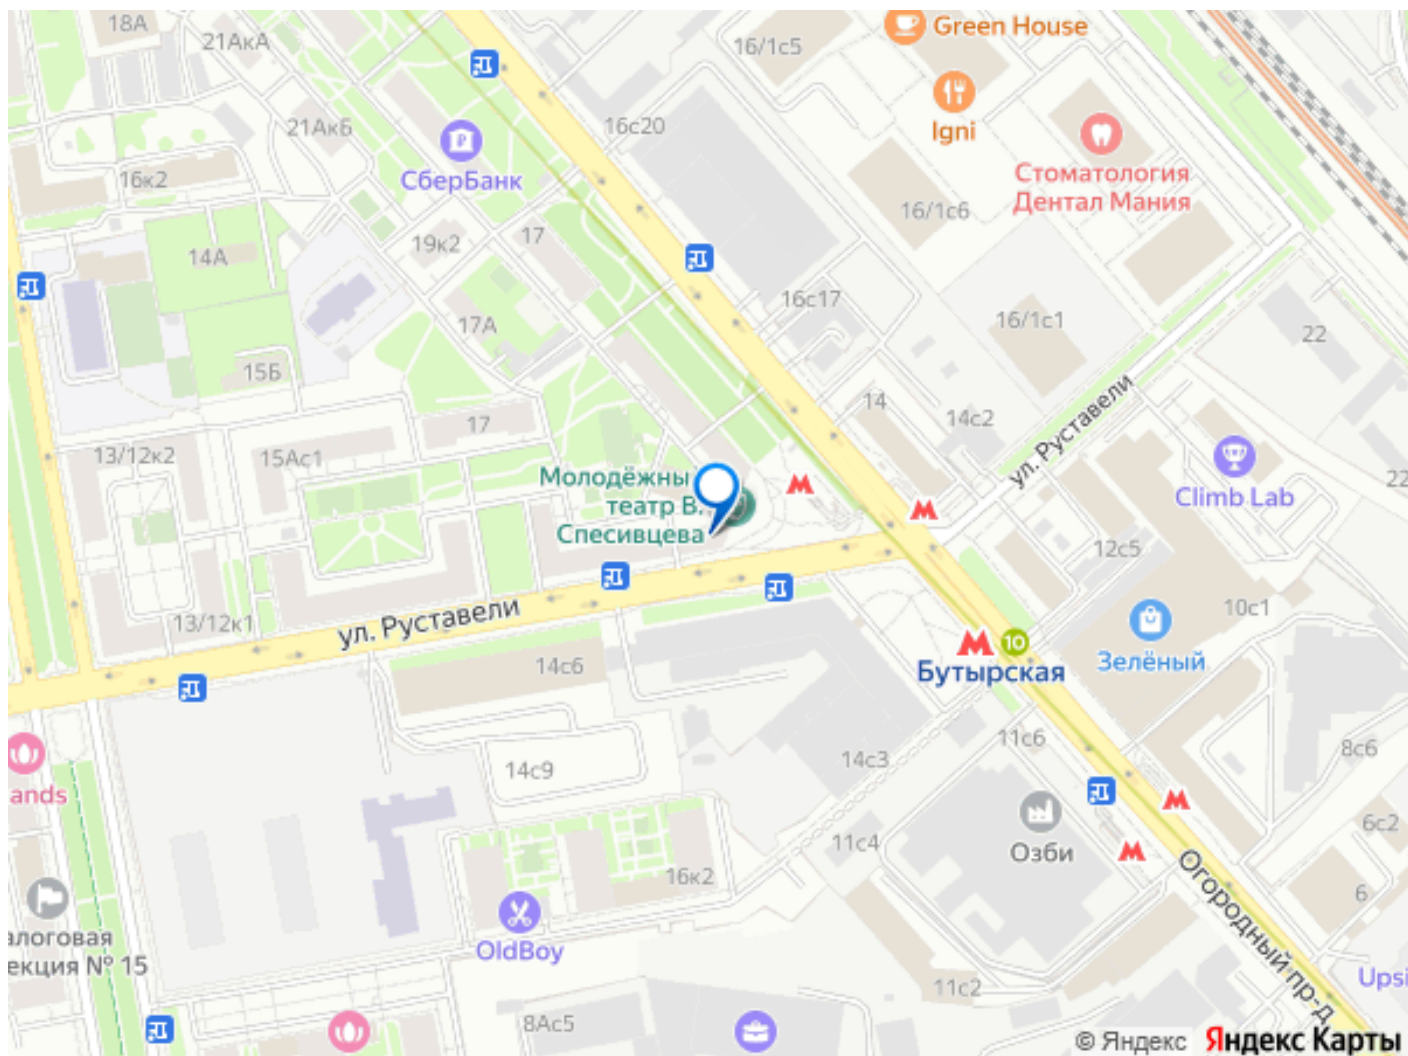 18А
21АкА
16/1с5
Green House
21АкБ
СберБанк
16с20
Igni
Стоматология
Дентал Мания
16к2
14А
19к2
17
16/1с6
17А
16с17
16/1с1
22
15Б
ул. Руставели
14
14с2
17
13/12к2
15Ас1
Молодёжны
театр В.
Спесивцева
Climb Lab
22
12с5
10с1
13/12к1
ул. Руставели
10
Бутырская
Зелёный
14с6
11с6
8с6
14с3
14с9
ands
Озби
11с4
6с2
16к2
6
Огородный пр-д
алоговая
екция № 15
OldBoy
11с2
Upsi
8Ас5
© Яндекс Яндекс Карты